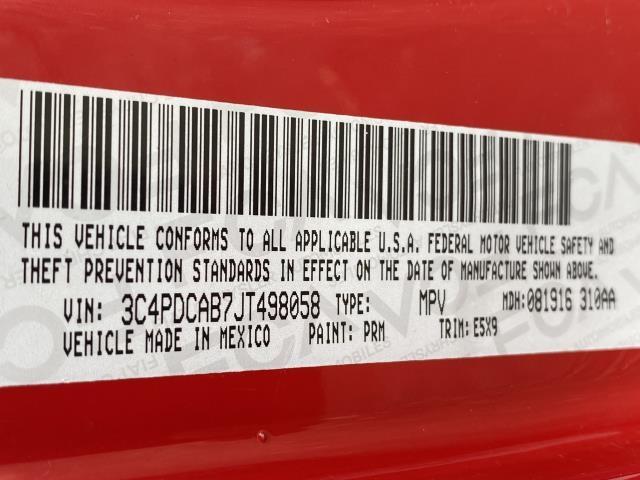 THIS VEHICLE CONFORMS TO ALL APPLICABLE U.S.A. FEDERAL MOTOR VEHICLE SAFETY AND
THEFT PREVENTION STANDARDS IN EFFECT ON THE DATE OF MANUFACTURE SHOWN ABOVE.
VIN: 3C4PDCAB7JT498058 TYPE: MPV MDH:081916 310AA
VEHICLE MADE IN MEXICO PAINT: PRM TRIM:E5X9